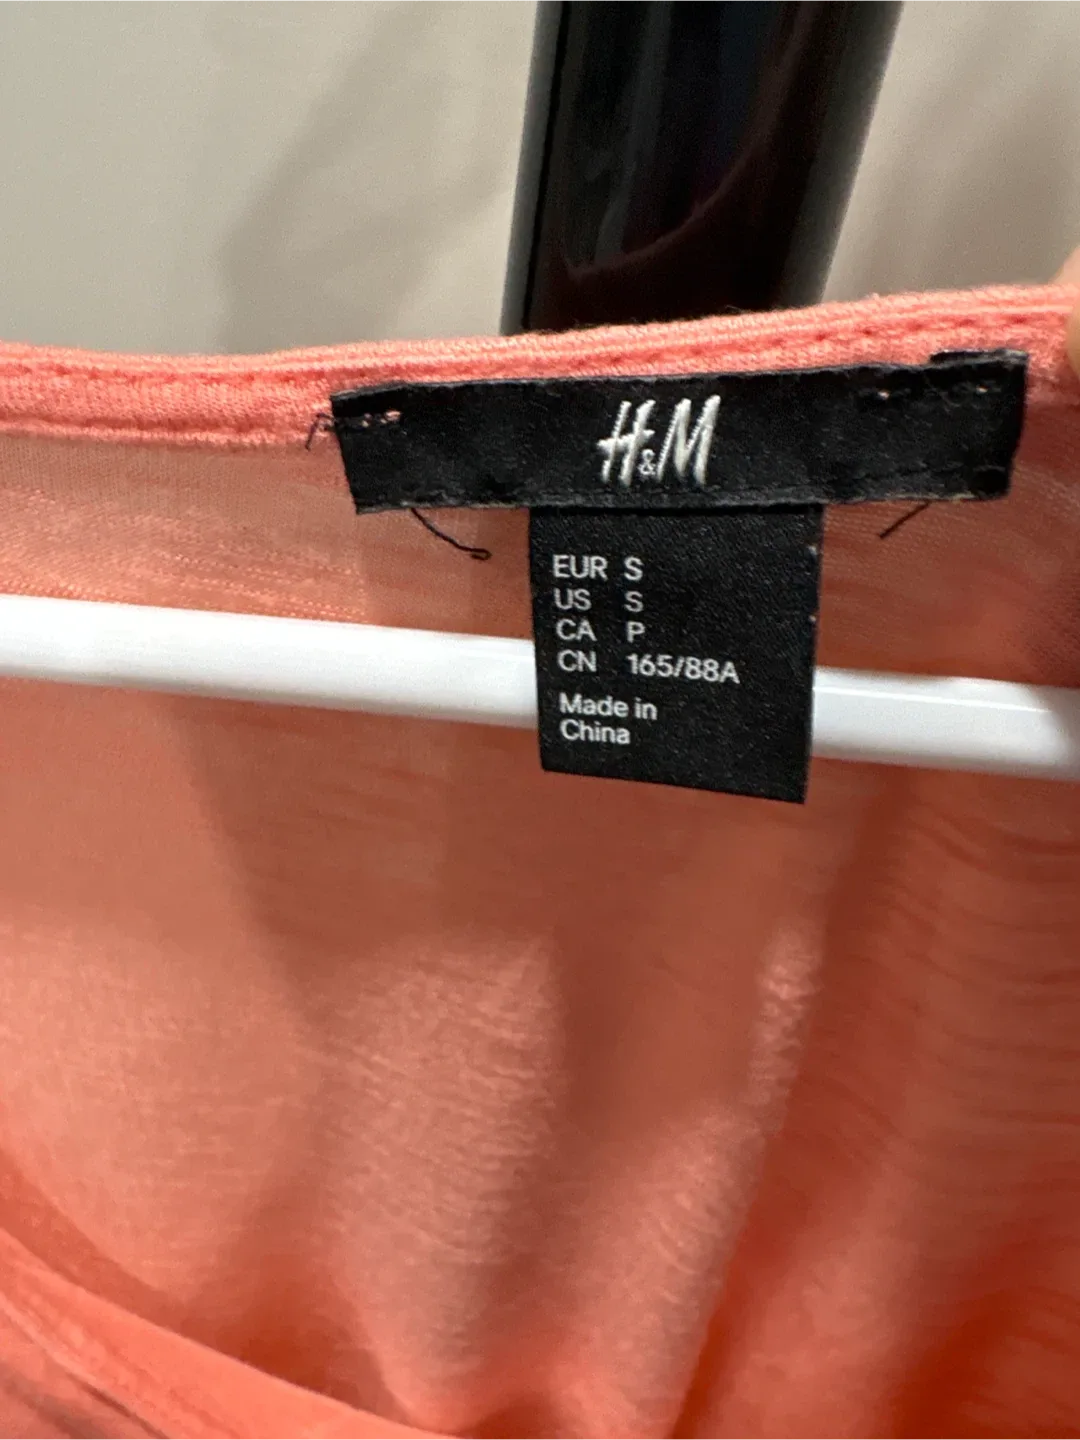 H&M
EUR S
US S
CA P
CN 165/88A
Made in
China